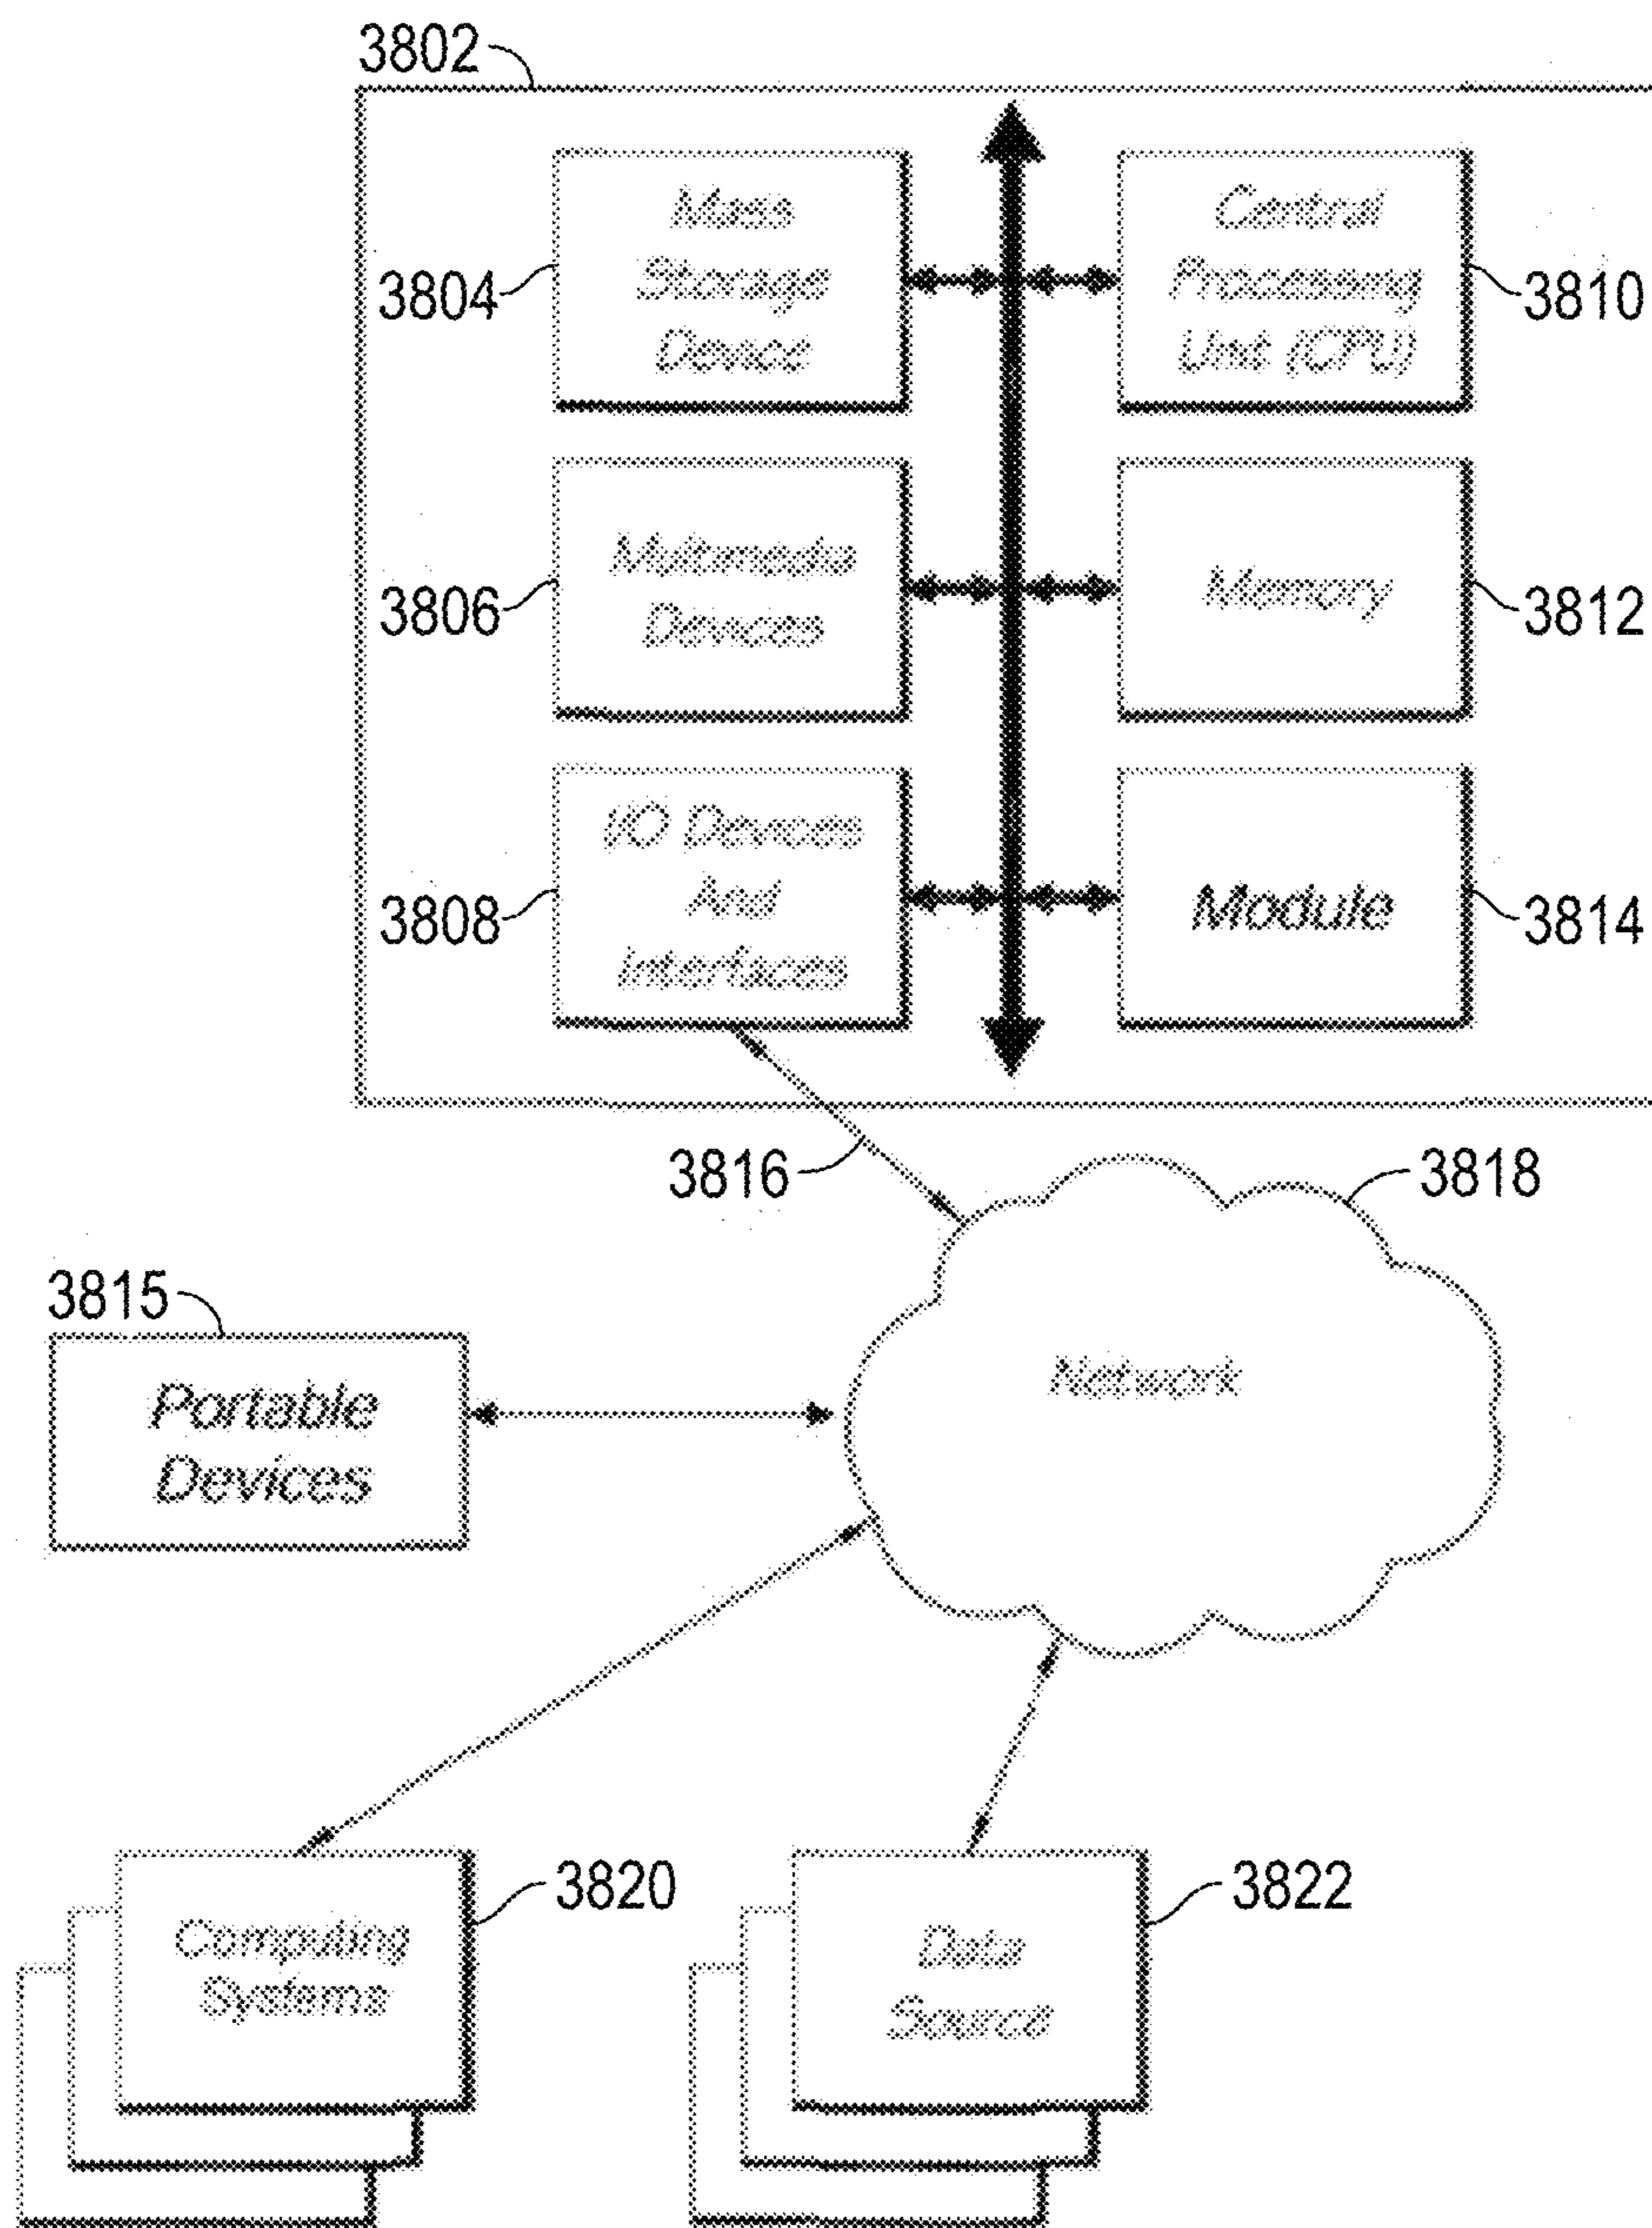 3802
Mass
Storage
Device
3804
Central
Processing
Unit (CPU)
3810
Multimedia
Devices
3806
Memory
3812
I/O Devices
And
Interfaces
3808
Module
3814
3816
3818
Network
3815
Portable
Devices
3820
Computing
Systems
3822
Data
Source